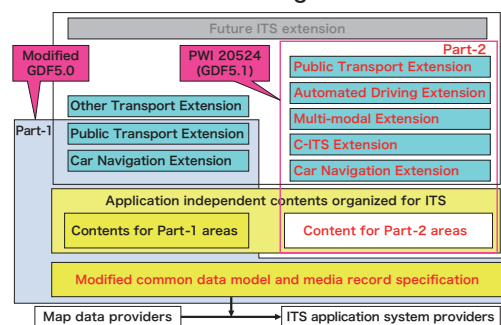 Future ITS extension
Part-2
Modified
GDF5.0
PWI 20524
(GDF5.1)
Public Transport Extension
Automated Driving Extension
Multi-modal Extension
C-ITS Extension
Car Navigation Extension
Part-1
Other Transport Extension
Public Transport Extension
Car Navigation Extension
Application independent contents organized for ITS
Contents for Part-1 areas
Content for Part-2 areas
Modified common data model and media record specification
Map data providers
ITS application system providers